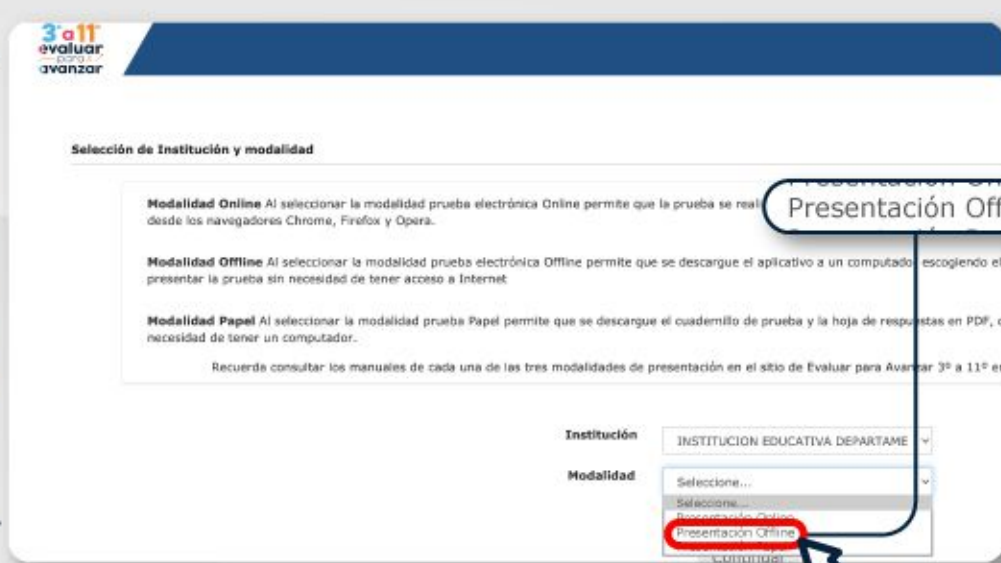 3°a11°
evaluar
para
avanzar
Selección de Institución y modalidad
Modalidad Online Al seleccionar la modalidad prueba electrónica Online permite que la prueba se
desde los navegadores Chrome, Firefox y Opera.
Presentación Off
Modalidad Offline Al seleccionar la modalidad prueba electrónica Offline permite que se descargue el aplicativo a un computador escogiendo
presentar la prueba sin necesidad de tener acceso a Internet
Modalidad Papel Al seleccionar la modalidad prueba Papel permite que se descargue el cuadernillo de prueba y la hoja de respuestas en PDF,
necesidad de tener un computador.
Recuerda consultar los manuales de cada una de las tres modalidades de presentación en el sitio de Evaluar para Avanzar 3º a 11º
Institución
INSTITUCION EDUCATIVA DEPARTAME
Modalidad
Seleccione...
Seleccione...
Presentación Online
Presentación Offline
Continuar